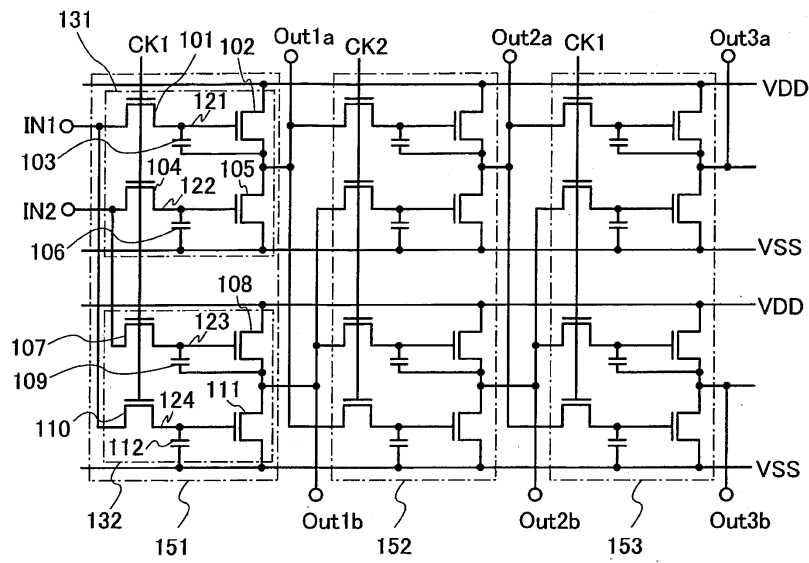 131 CK1 101 102 Out1a CK2 Out2a CK1 Out3a
VDD
IN1 121
103
104 105
IN2 122
106 VSS
108 VDD
123
107
109 111
110 124
112
VSS
132 151 Out1b 152 Out2b 153 Out3b